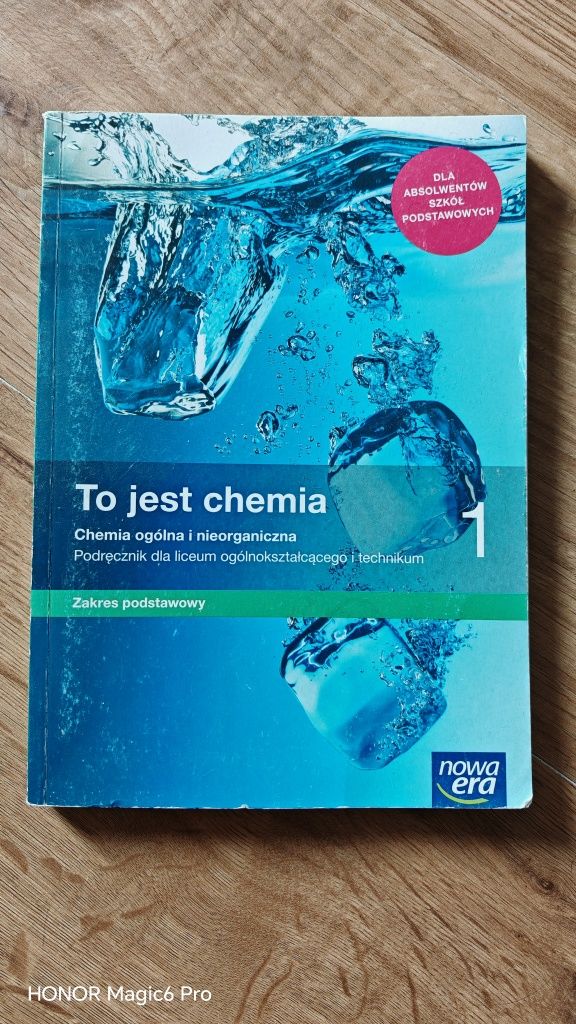 DLA
ABSOLWENTÓW
SZKÓŁ
PODSTAWOWYCH
To jest chemia
1
Chemia ogólna i nieorganiczna
Podręcznik dla liceum ogólnokształcącego i technikum
Zakres podstawowy
nowa
era
HONOR Magic6 Pro